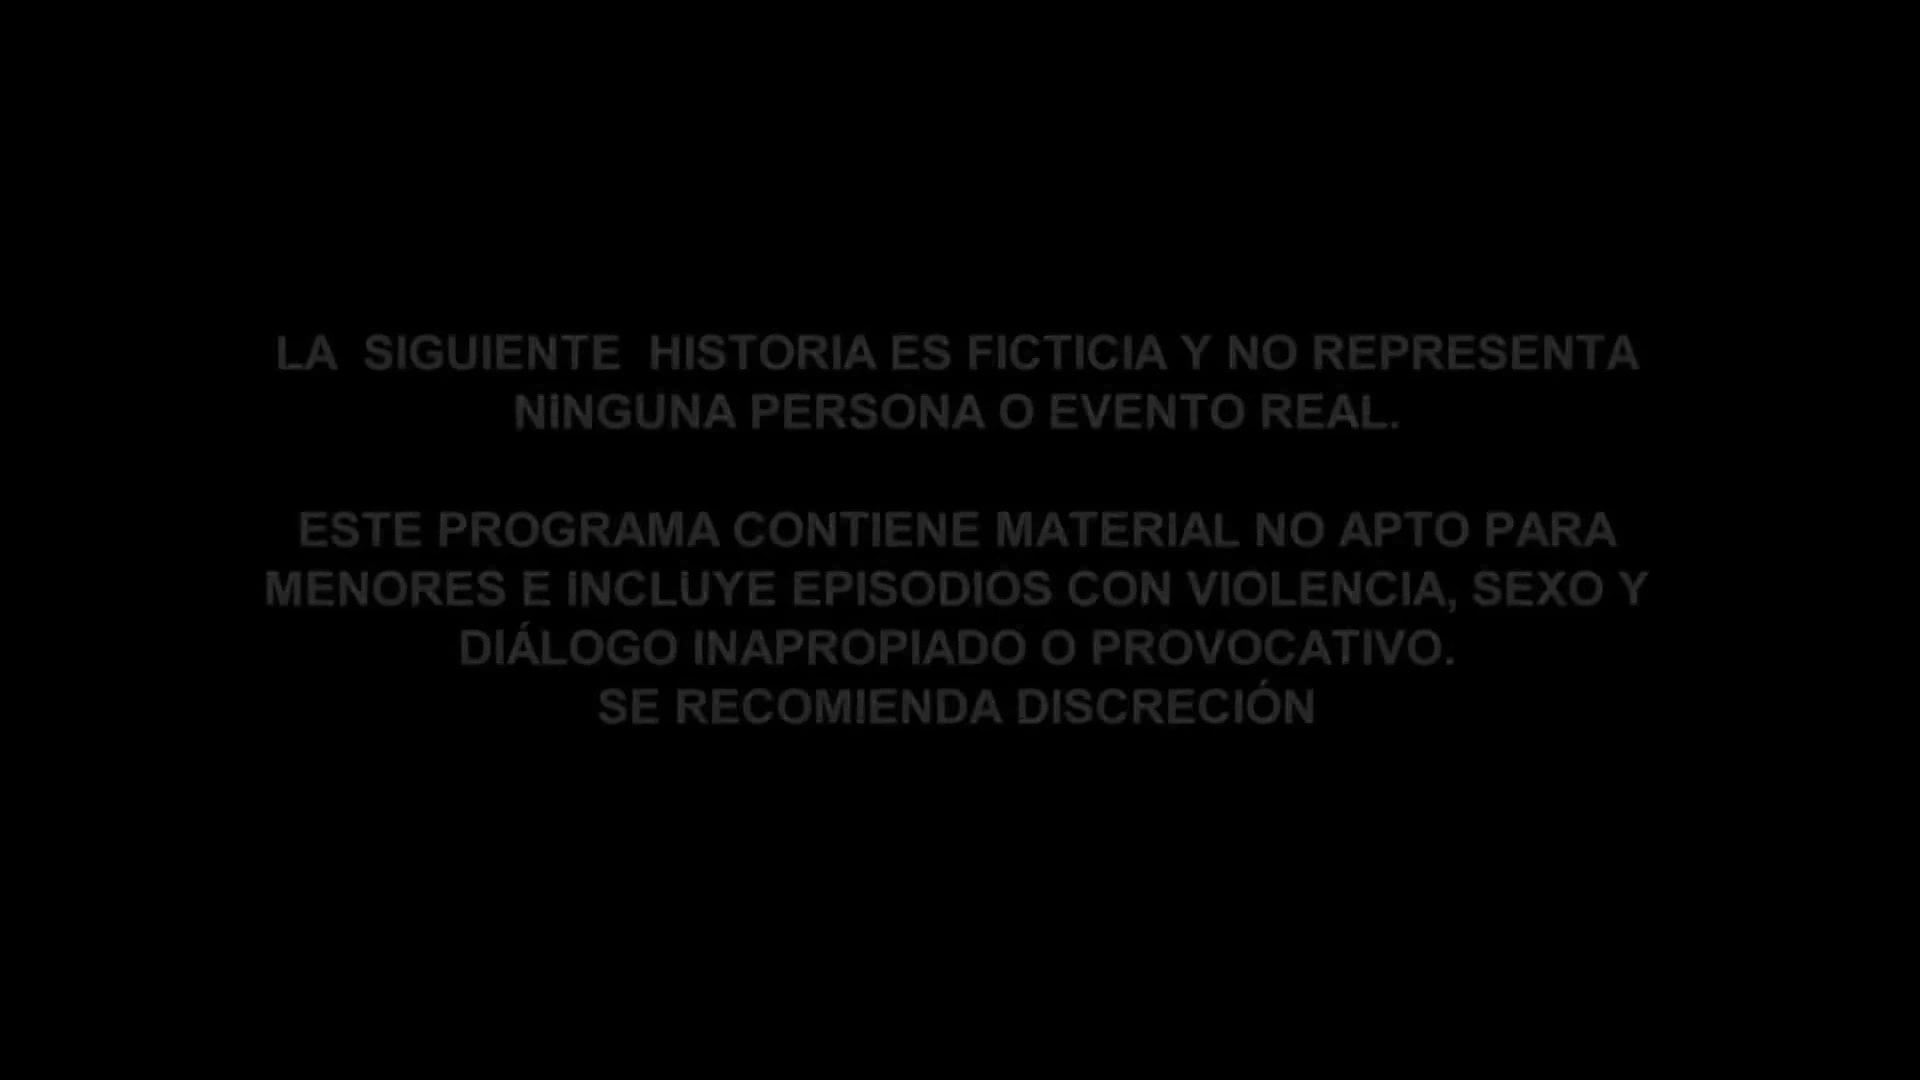 LA SIGUIENTE HISTORIA ES FICTICIA Y NO REPRESENTA
NINGUNA PERSONA O EVENTO REAL.
ESTE PROGRAMA CONTIENE MATERIAL NO APTO PARA
MENORES E INCLUYE EPISODIOS CON VIOLENCIA, SEXO Y
DIÁLOGO INAPROPIADO O PROVOCATIVO.
SE RECOMIENDA DISCRECIÓN